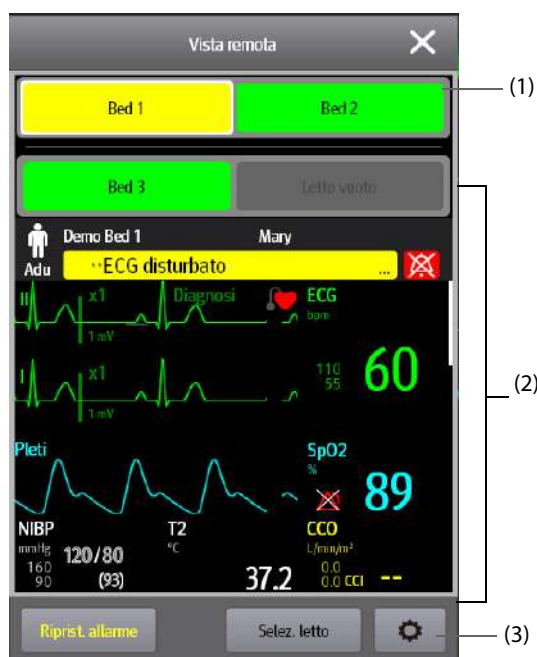 Vista remota
Bed 1 Bed 2 (1)
Bed 3 Letto vuoto
Demo Bed 1 Mary
Adu **ECG disturbato ...
II x1 Diagnosi ECG
bpm
1 mV
110
55
60
I x1
1 mV
(2)
Pleti SpO2
%
89
NIBP T2 CCO
mmHg °C L/min/m²
120/80
160
90
(93) 37.2 0.0
0.0 CCI --
Riprist. allarme Selez. letto (3)